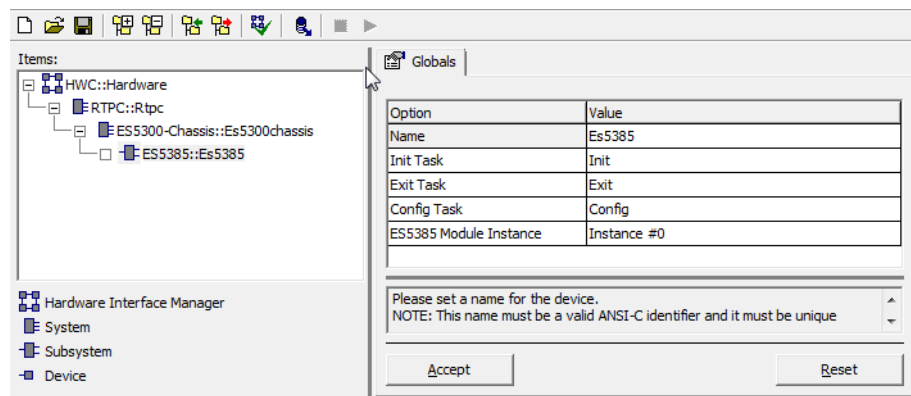 Items:
HWC::Hardware
RTPC::Rtpc
ES5300-Chassis::Es5300chassis
ES5385::Es5385
Hardware Interface Manager
System
Subsystem
Device
Globals
Option Value
Name Es5385
Init Task Init
Exit Task Exit
Config Task Config
ES5385 Module Instance Instance #0
Please set a name for the device.
NOTE: This name must be a valid ANSI-C identifier and it must be unique
Accept Reset